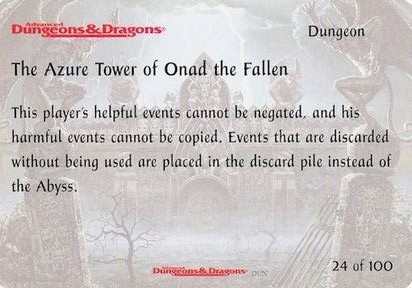 Advanced
Dungeons & Dragons®
Dungeon
The Azure Tower of Onad the Fallen
This player's helpful events cannot be negated, and his
harmful events cannot be copied. Events that are discarded
without being used are placed in the discard pile instead of
the Abyss.
Advanced
Dungeons & Dragons®
DUN
24 of 100